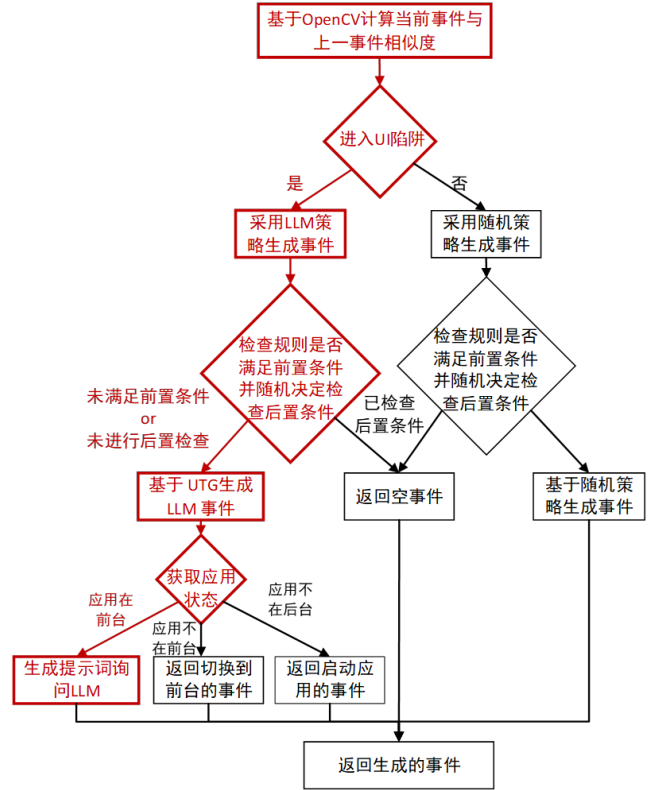 基于OpenCV计算当前事件与
上一事件相似度
进入UI陷阱
是
否
采用LLM策
略生成事件
采用随机策
略生成事件
检查规则是否
满足前置条件
并随机决定检
查后置条件
检查规则是否
满足前置条件
并随机决定检
查后置条件
未满足前置条件
or
未进行后置检查
已检查
后置条件
基于 UTG生成
LLM 事件
返回空事件
基于随机策
略生成事件
获取应用
状态
应用在
前台
应用不
在前台
应用不
在后台
生成提示词询
问LLM
返回切换到
前台的事件
返回启动应
用的事件
返回生成的事件